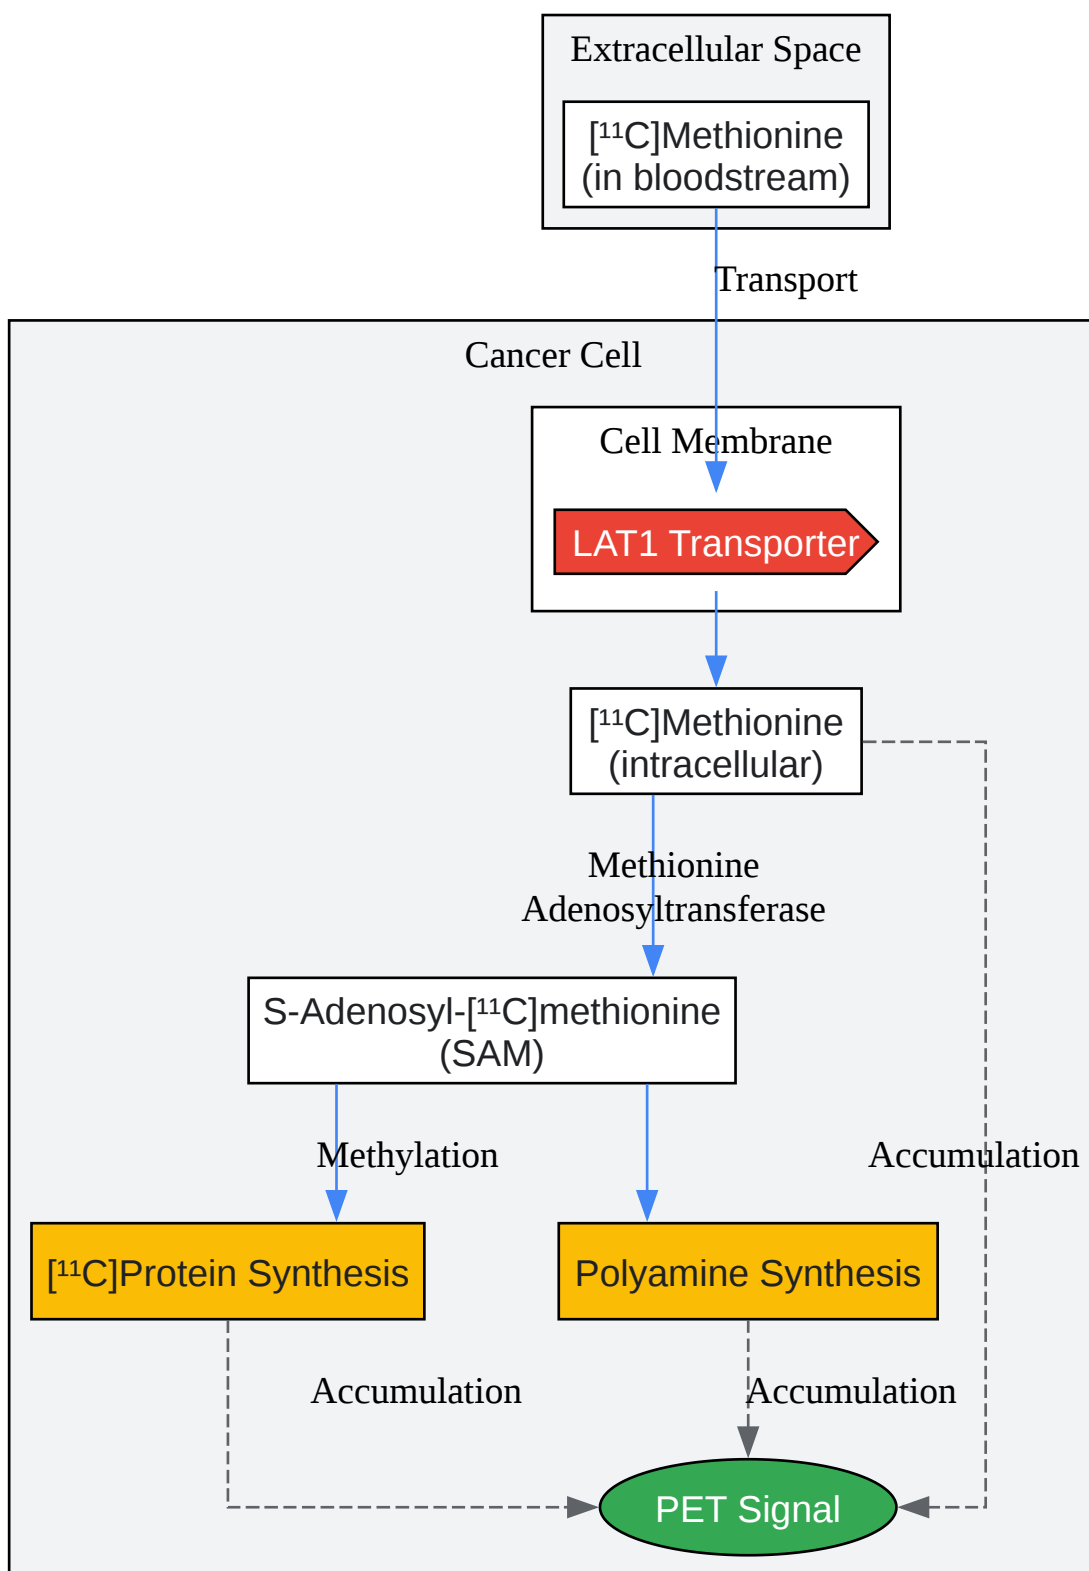 Extracellular Space
[¹¹C]Methionine
(in bloodstream)
Transport
Cancer Cell
Cell Membrane
LAT1 Transporter
[¹¹C]Methionine
(intracellular)
Methionine
Adenosyltransferase
S-Adenosyl-[¹¹C]methionine
(SAM)
Methylation
Accumulation
[¹¹C]Protein Synthesis
Polyamine Synthesis
Accumulation
Accumulation
PET Signal